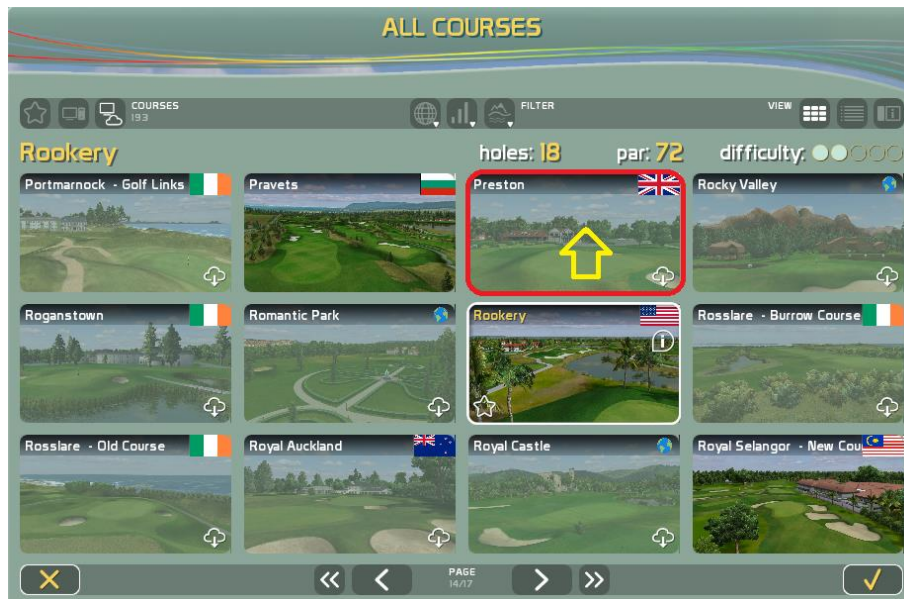 ALL COURSES
COURSES
193
FILTER
VIEW
Rookery
holes: 18 par: 72 difficulty:
Portmarnock - Golf Links
Pravets
Preston
Rocky Valley
Roganstown
Romantic Park
Rookery
Rosslare - Burrow Course
Rosslare - Old Course
Royal Auckland
Royal Castle
Royal Selangor - New Cou
PAGE
14/17